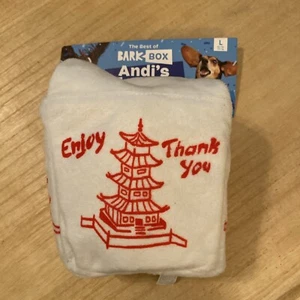 The Best of
BARK BOX
Andi's
L
Enjoy
Thank
You